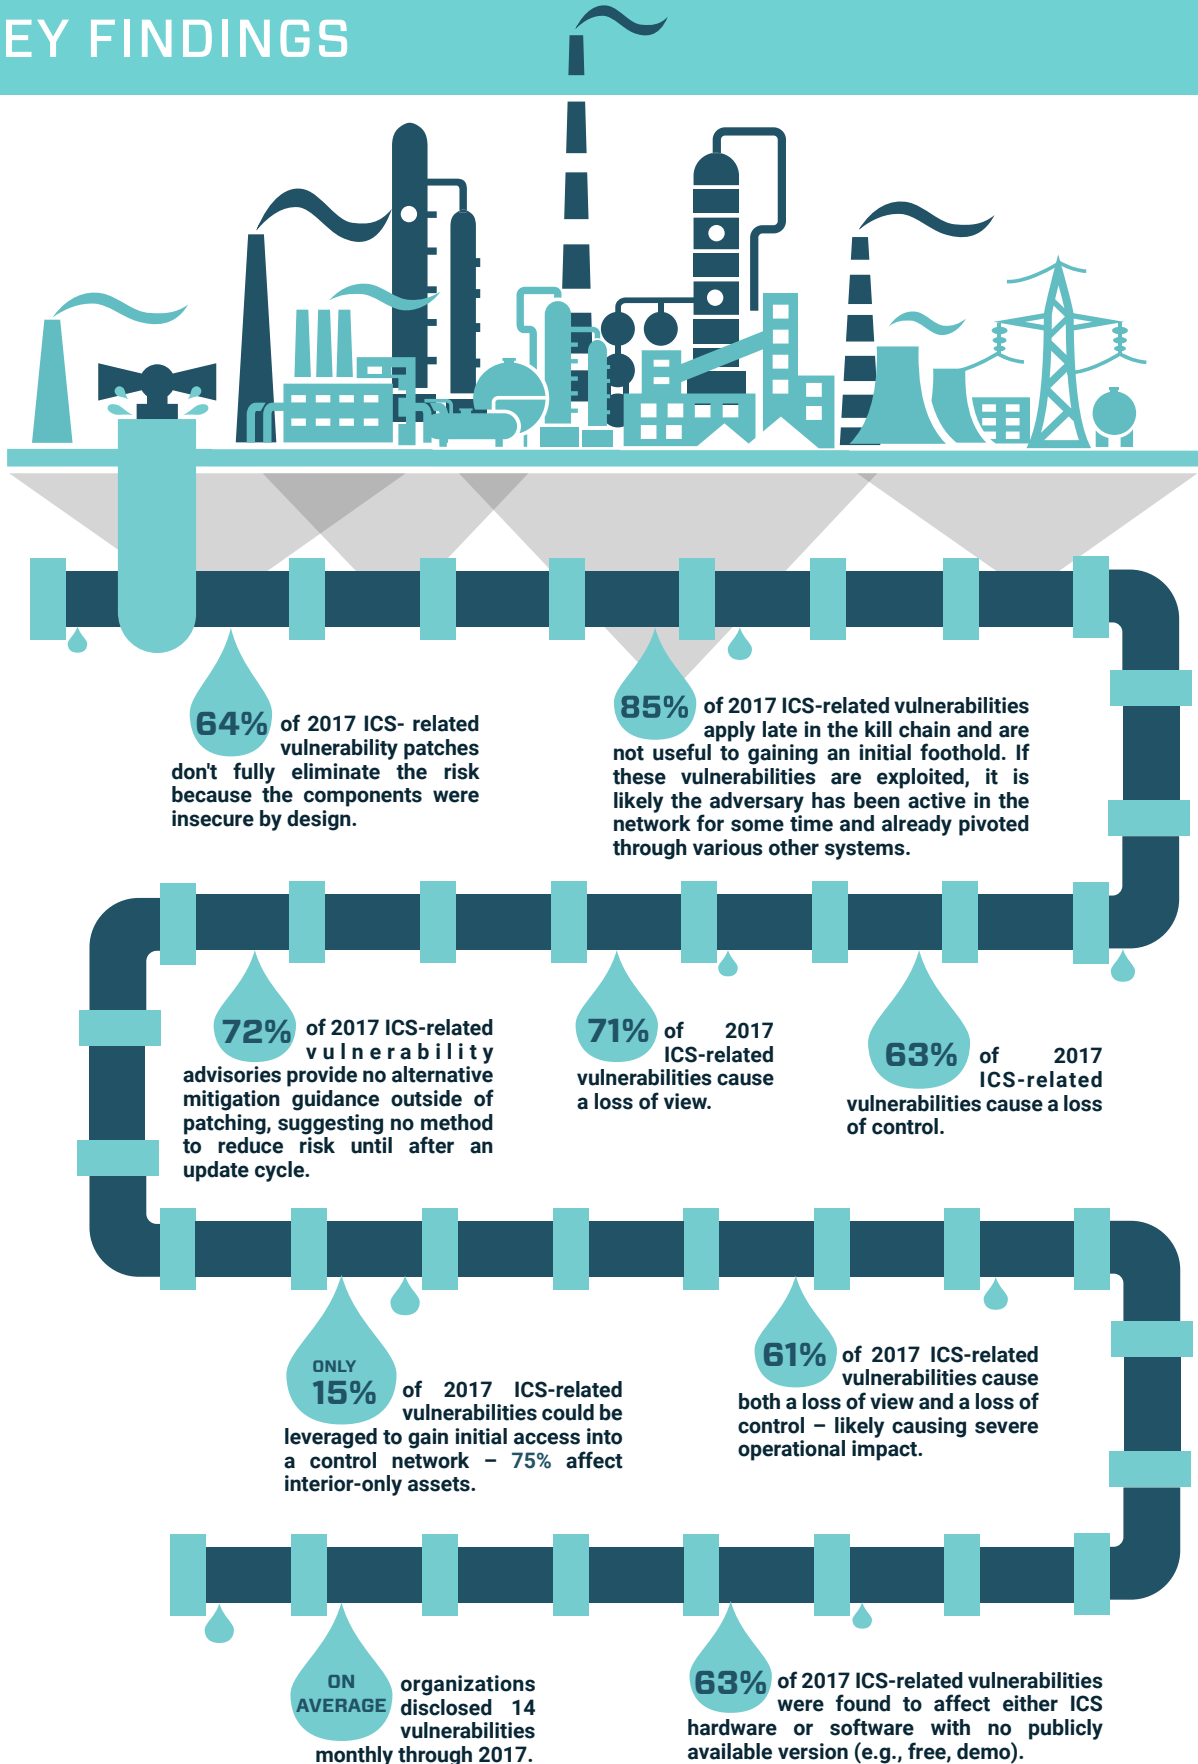 EY FINDINGS
64% of 2017 ICS- related
vulnerability patches
don't fully eliminate the risk
because the components were
insecure by design.
85% of 2017 ICS-related vulnerabilities
apply late in the kill chain and are
not useful to gaining an initial foothold. If
these vulnerabilities are exploited, it is
likely the adversary has been active in the
network for some time and already pivoted
through various other systems.
72% of 2017 ICS-related
vulnerability
advisories provide no alternative
mitigation guidance outside of
patching, suggesting no method
to reduce risk until after an
update cycle.
71% of 2017
ICS-related
vulnerabilities cause
a loss of view.
63% of 2017
ICS-related
vulnerabilities cause a loss
of control.
ONLY
15% of 2017 ICS-related
vulnerabilities could be
leveraged to gain initial access into
a control network – 75% affect
interior-only assets.
61% of 2017 ICS-related
vulnerabilities cause
both a loss of view and a loss of
control – likely causing severe
operational impact.
ON
AVERAGE
organizations
disclosed 14
vulnerabilities
monthly through 2017.
63% of 2017 ICS-related vulnerabilities
were found to affect either ICS
hardware or software with no publicly
available version (e.g., free, demo).